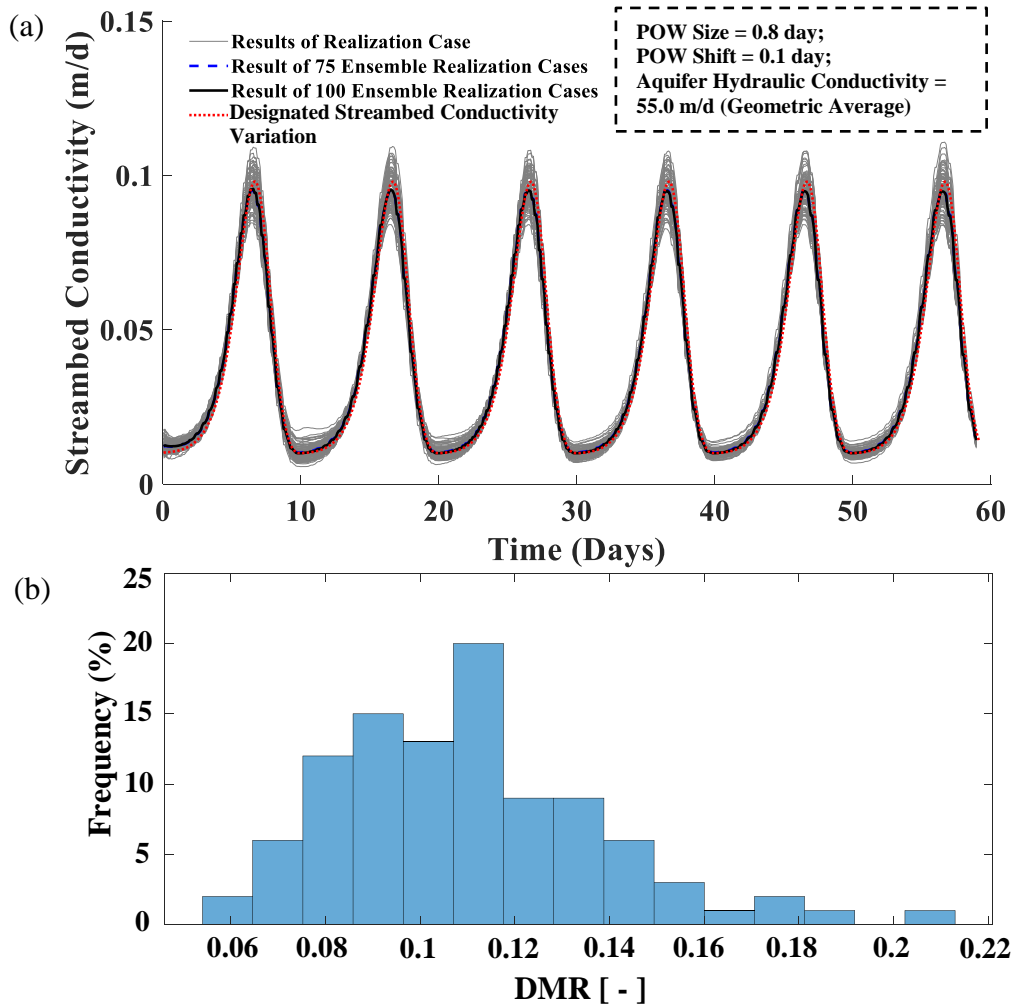 (a)
Streambed Conductivity (m/d)
0.15
0.1
0.05
0
Results of Realization Case
Result of 75 Ensemble Realization Cases
Result of 100 Ensemble Realization Cases
Designated Streambed Conductivity
Variation
POW Size = 0.8 day;
POW Shift = 0.1 day;
Aquifer Hydraulic Conductivity =
55.0 m/d (Geometric Average)
0 10 20 30 40 50 60
Time (Days)
(b)
Frequency (%)
25
20
15
10
5
0
0.06 0.08 0.1 0.12 0.14 0.16 0.18 0.2 0.22
DMR [ - ]